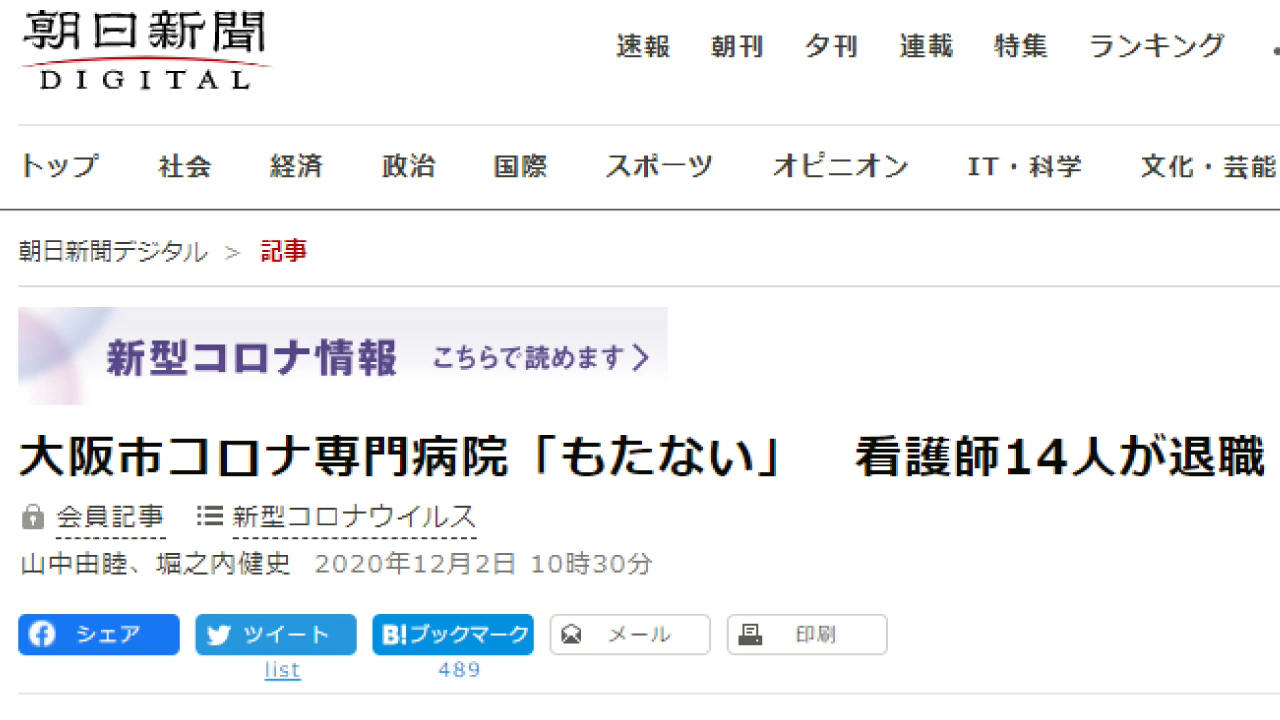 朝日新聞
DIGITAL
速報 朝刊 夕刊 連載 特集 ランキング
トップ 社会 経済 政治 国際 スポーツ オピニオン IT・科学 文化・芸能
朝日新聞デジタル > 記事
新型コロナ情報 こちらで読めます
大阪市コロナ専門病院「もたない」 看護師14人が退職
会員記事 新型コロナウイルス
山中由睦、堀之内健史 2020年12月2日 10時30分
シェア ツイート B!ブックマーク メール 印刷
list 489